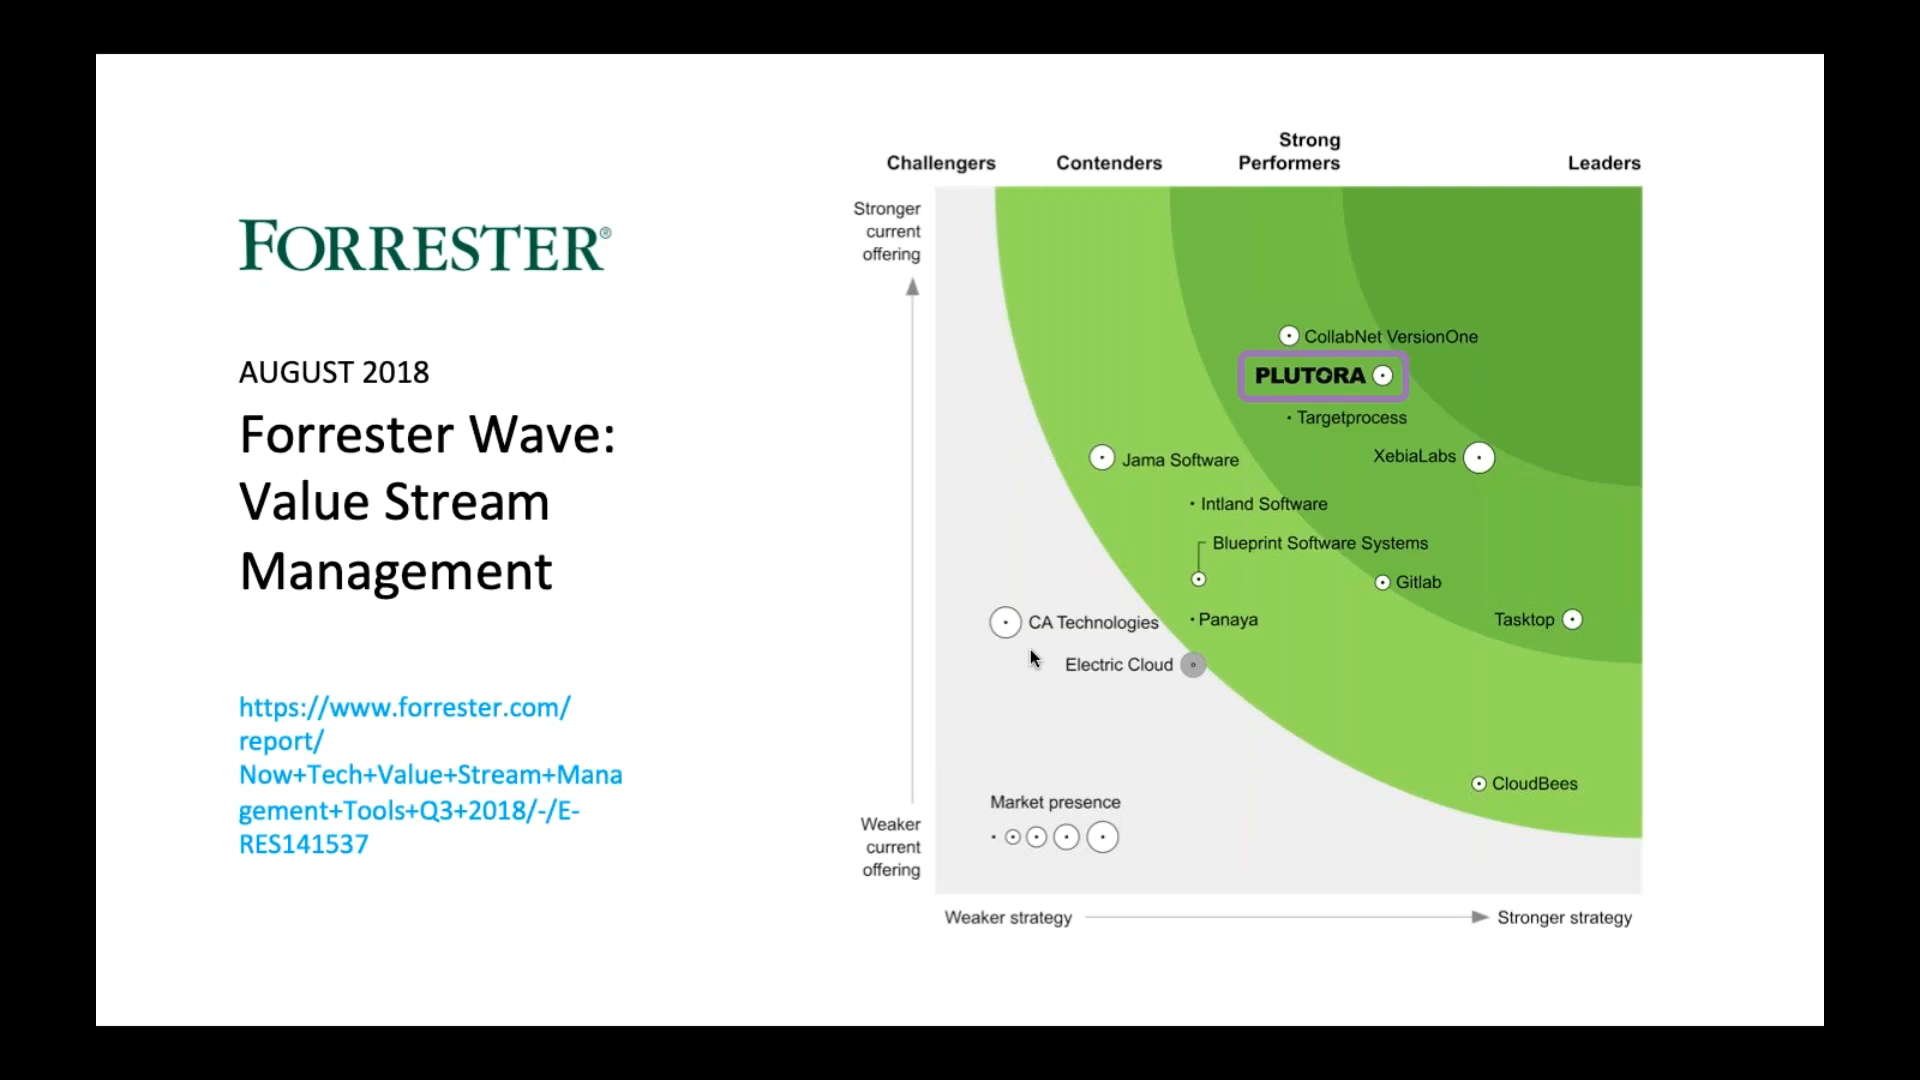 FORRESTER®
AUGUST 2018
Forrester Wave:
Value Stream
Management
https://www.forrester.com/
report/
Now+Tech+Value+Stream+Mana
gement+Tools+Q3+2018/-/E-
RES141537
Challengers
Contenders
Strong
Performers
Leaders
Stronger
current
offering
CollabNet VersionOne
PLUTORA
Targetprocess
XebiaLabs
Jama Software
Intland Software
Blueprint Software Systems
Gitlab
Tasktop
CA Technologies
Panaya
Electric Cloud
CloudBees
Market presence
Weaker
current
offering
Weaker strategy
Stronger strategy